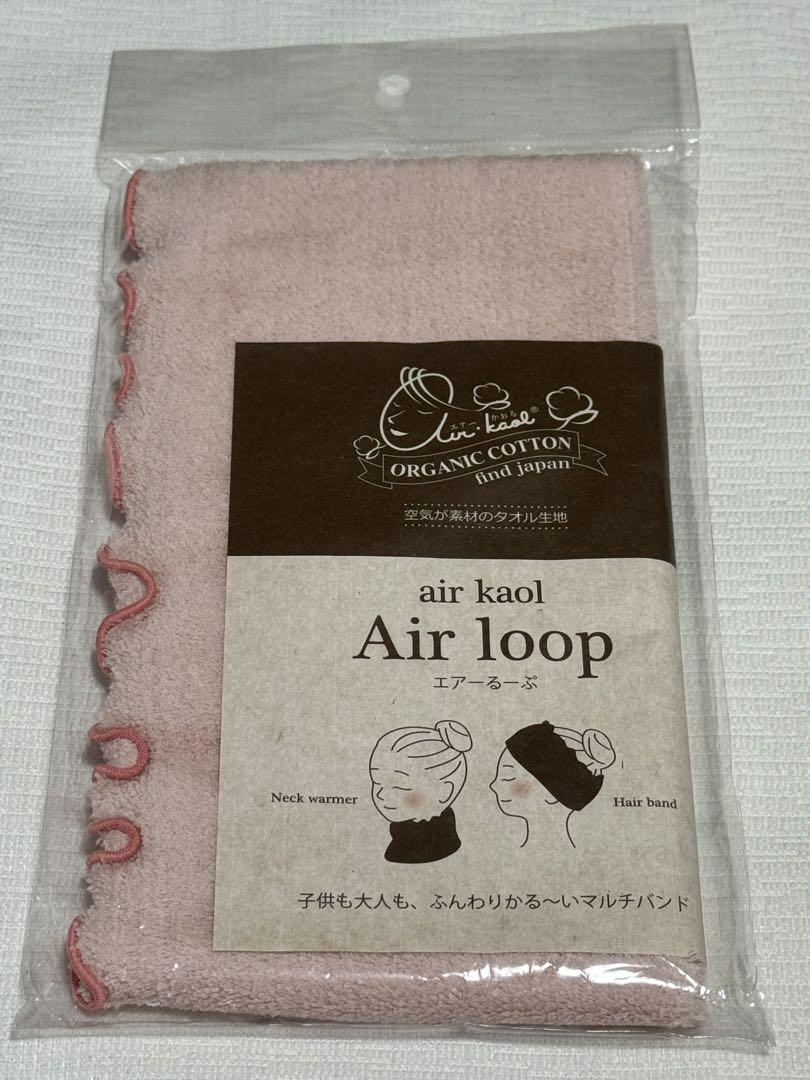 エアー かおる
air・kaol®
ORGANIC COTTON
find japan
空気が素材のタオル生地
air kaol
Air loop
エアーるーぷ
Neck warmer
Hair band
子供も大人も、ふんわりかる〜いマルチバンド